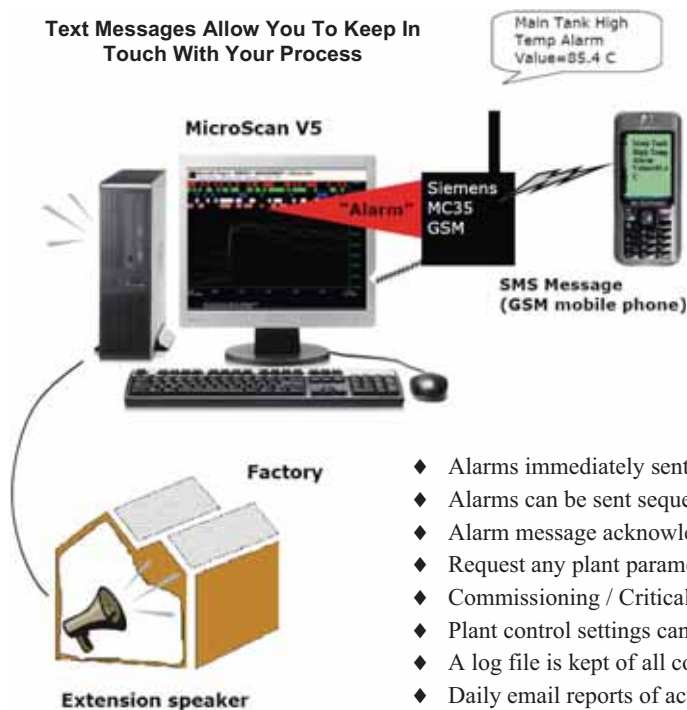 Text Messages Allow You To Keep In
Touch With Your Process
Main Tank High
Temp Alarm
Value=85.4 C
MicroScan V5
"Alarm"
Siemens
MC35
GSM
SMS Message
(GSM mobile phone)
Factory
Extension speaker
♦ Alarms immediately sent
♦ Alarms can be sent seque
♦ Alarm message acknowle
♦ Request any plant parame
♦ Commissioning / Critical
♦ Plant control settings can
♦ A log file is kept of all co
♦ Daily email reports of ac